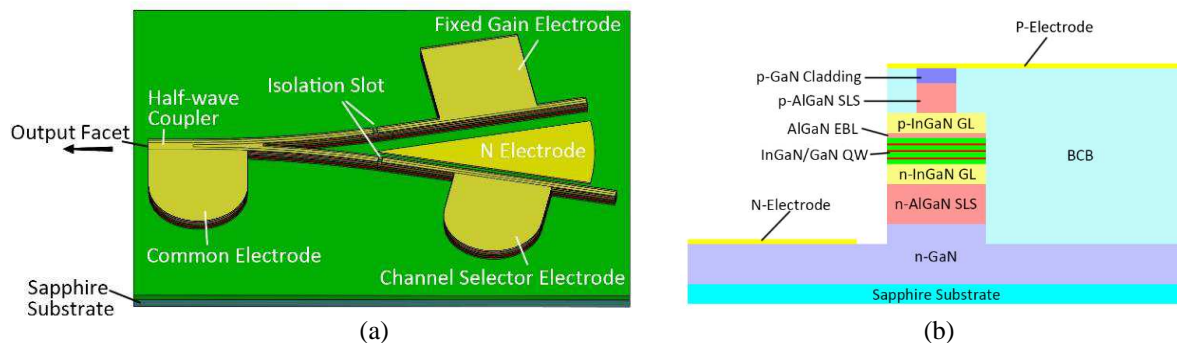 Fixed Gain Electrode
Isolation Slot
Half-wave
Coupler
Output Facet
N Electrode
Common Electrode
Channel Selector Electrode
Sapphire
Substrate
(a)
P-Electrode
p-GaN Cladding
p-AlGaN SLS
p-InGaN GL
AlGaN EBL
InGaN/GaN QW
BCB
n-InGaN GL
n-AlGaN SLS
N-Electrode
n-GaN
Sapphire Substrate
(b)